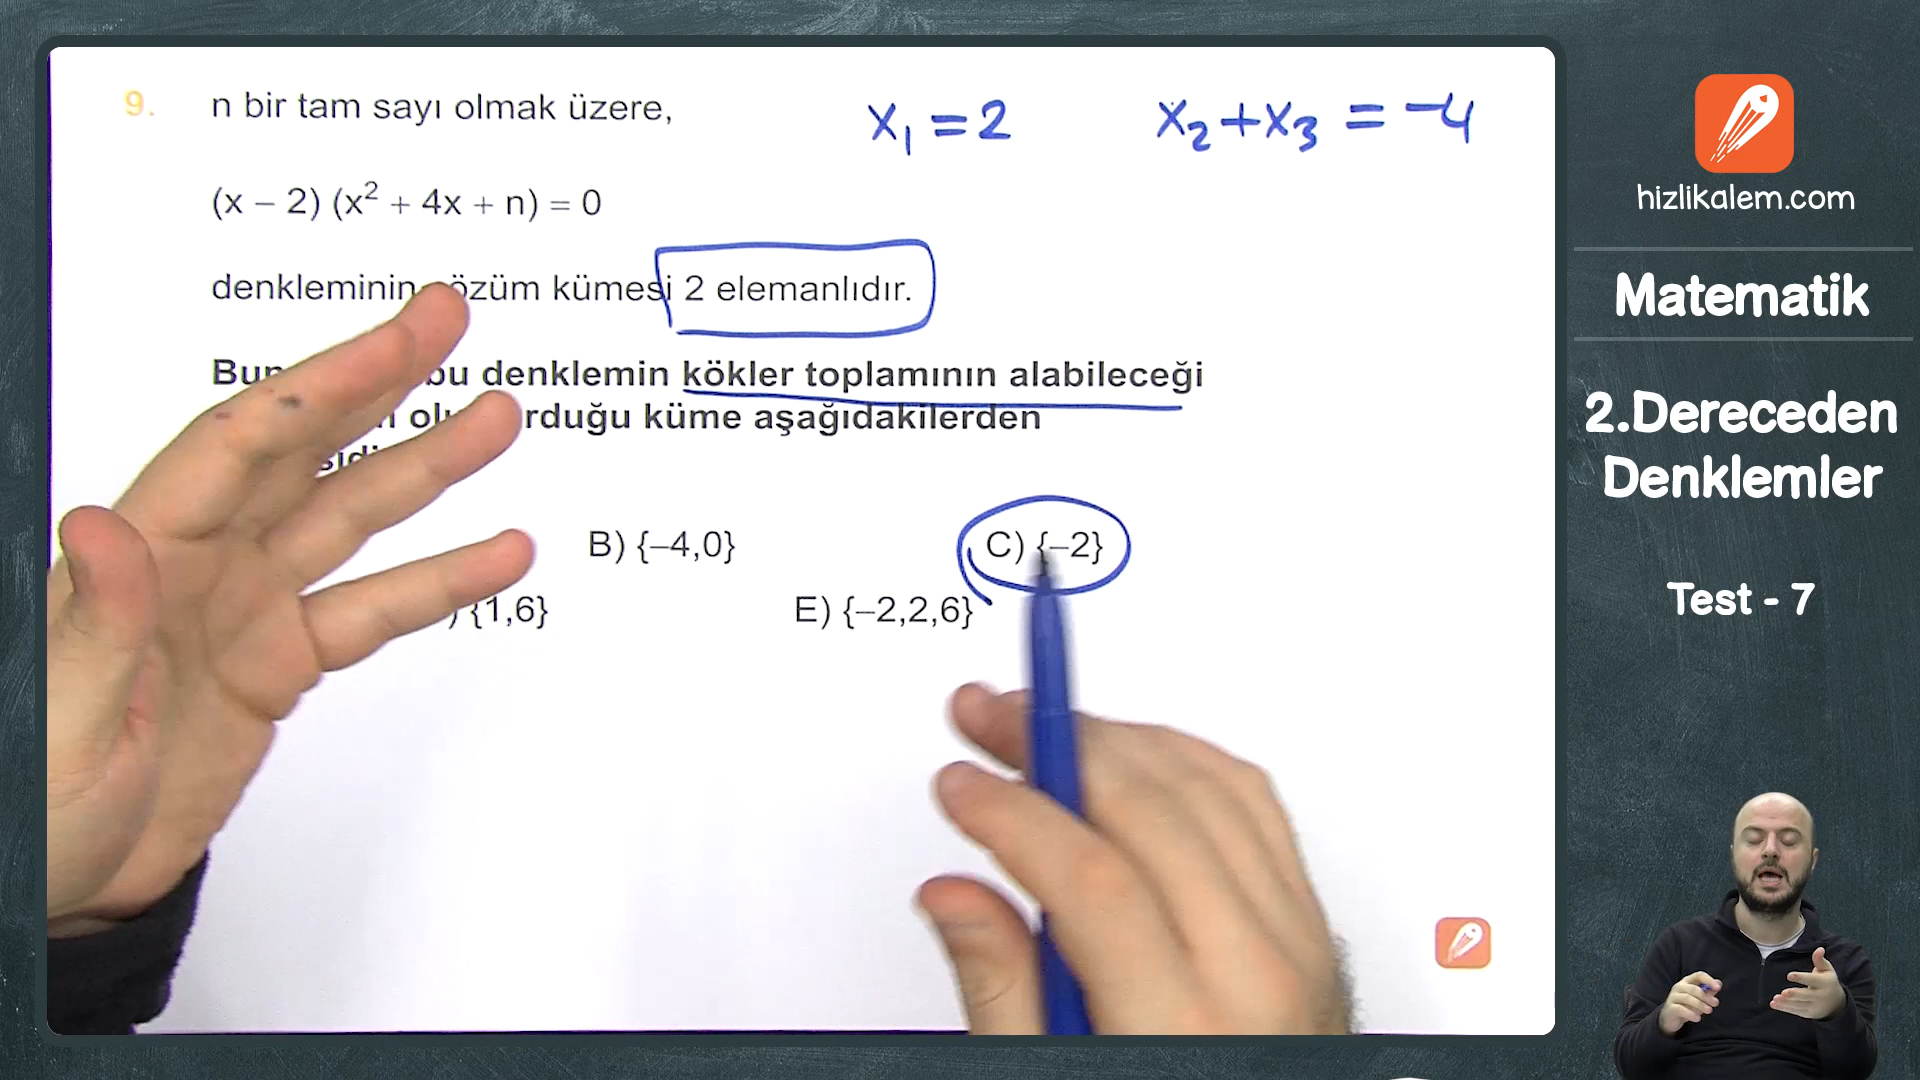 9. n bir tam sayı olmak üzere,
x₁ = 2
x₂ + x₃ = -4
(x – 2) (x² + 4x + n) = 0
denkleminin özüm kümesi 2 elemanlıdır.
bu denklemin kökler toplamının alabileceği
rduğu küme aşağıdakilerden
B) {–4,0}
C) {–2}
) {1,6}
E) {–2,2,6}
hizlikalem.com
Matematik
2.Dereceden
Denklemler
Test - 7